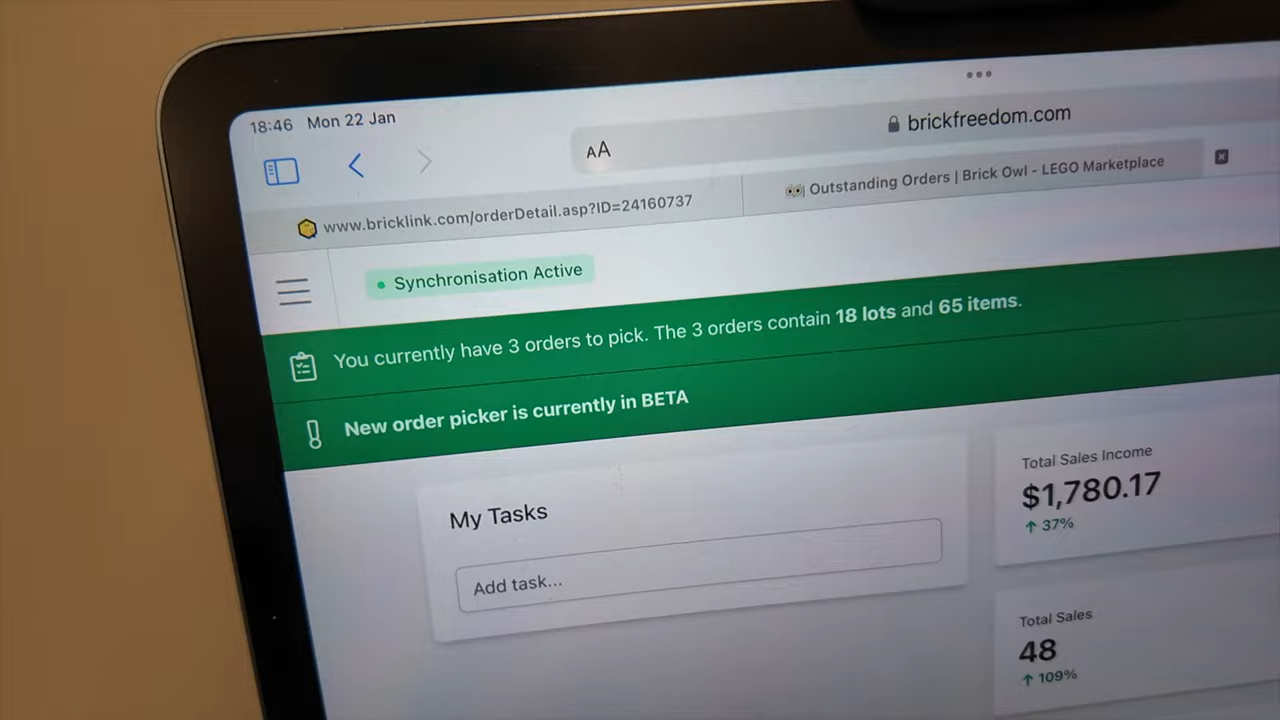 18:46 Mon 22 Jan
AA
brickfreedom.com
www.bricklink.com/orderDetail.asp?ID=24160737
Outstanding Orders | Brick Owl - LEGO Marketplace
Synchronisation Active
You currently have 3 orders to pick. The 3 orders contain 18 lots and 65 items.
New order picker is currently in BETA
My Tasks
Add task...
Total Sales Income
$1,780.17
↑ 37%
Total Sales
48
↑ 109%